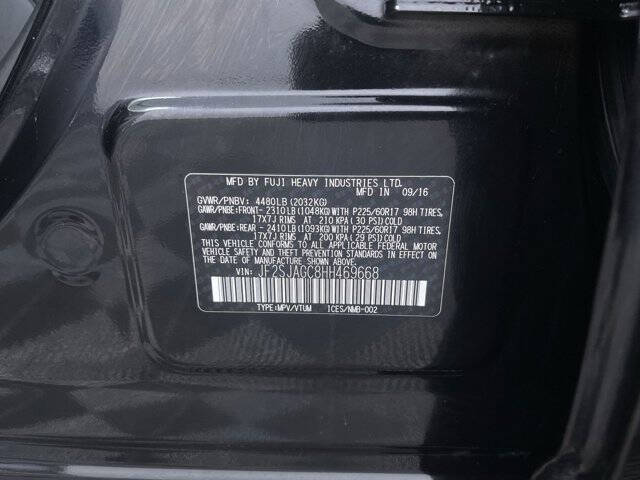 MFD BY FUJI HEAVY INDUSTRIES LTD.
MFD IN 09/16
GVWR/PNBV: 4480LB(2032KG)
GAWR/PNBE:FRONT-2310LB(1048KG)WITH P225/60R17 98H TIRES,
17X7J RIMS AT 210 KPA(30 PSI)COLD
GAWR/PNBE:REAR -2410LB(1093KG)WITH P225/60R17 98H TIRES,
17X7J RIMS AT 200 KPA(29 PSI)COLD
THIS VEHICLE CONFORMS TO ALL APPLICABLE FEDERAL MOTOR
VEHICLE SAFETY AND THEFT PREVENTION STANDARDS IN EFFECT
ON THE DATE OF MANUFACTURE SHOWN ABOVE.
VIN: JF2SJAGC8HH469668
TYPE:MPV/VTUM ICES/NMB-002